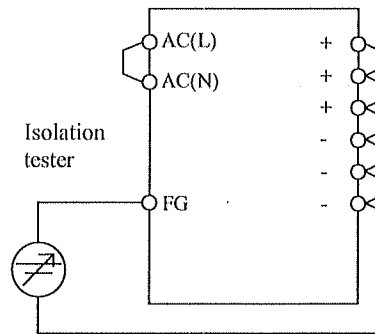 AC(L)
+
AC(N)
+
+
Isolation
tester
-
-
FG
-